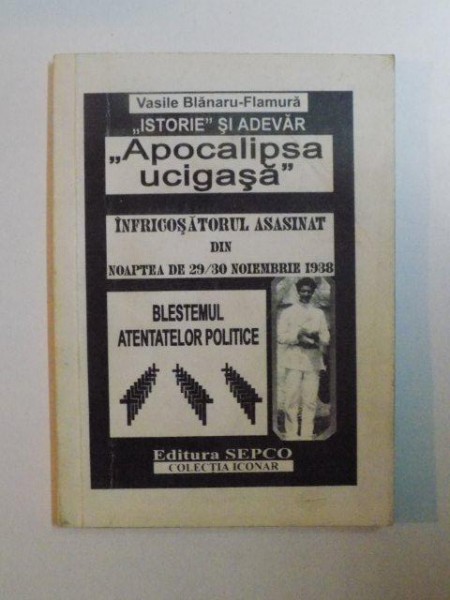 Vasile Blănaru-Flamură
„ISTORIE” ŞI ADEVĂR
„Apocalipsa
ucigaşă”
ÎNFRICOŞĂTORUL ASASINAT
DIN
NOAPTEA DE 29/30 NOIEMBRIE 1938
BLESTEMUL
ATENTATELOR POLITICE
Editura SEPCO
COLECŢIA ICONAR